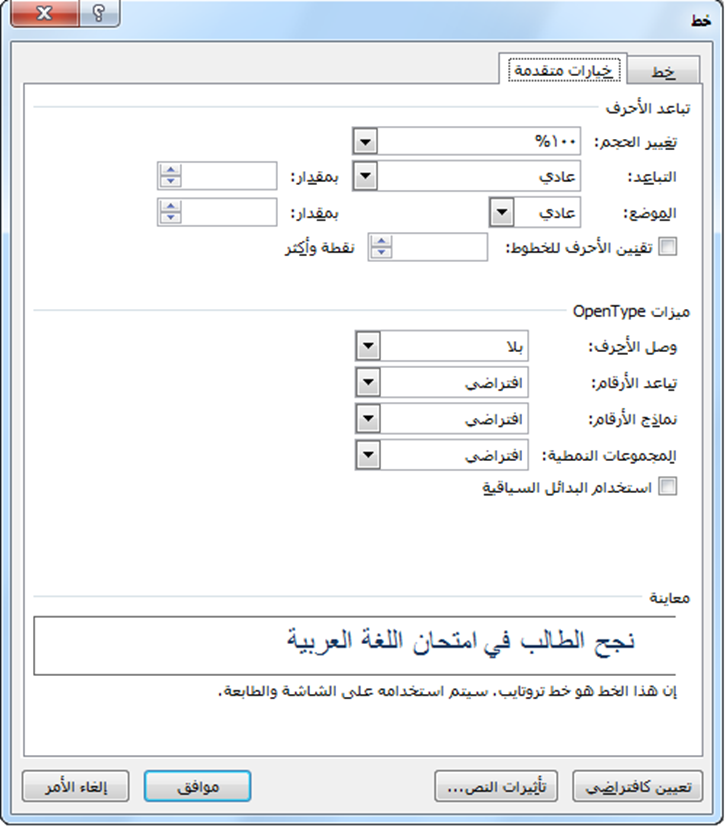 خط
خط
خيارات متقدمة
تباعد الأحرف
تغيير الحجم: ١٠٠%
التباعد: عادي بمقدار:
الموضع: عادي بمقدار:
تقنين الأحرف للخطوط: نقطة وأكثر
ميزات OpenType
وصل الأحرف: بلا
تباعد الأرقام: افتراضي
نماذج الأرقام: افتراضي
المجموعات النمطية: افتراضي
استخدام البدائل السياقية
معاينة
نجح الطالب في امتحان اللغة العربية
إن هذا الخط هو خط تروتايب. سيتم استخدامه على الشاشة والطابعة.
تعيين كافتراضي تأثيرات النص... موافق إلغاء الأمر